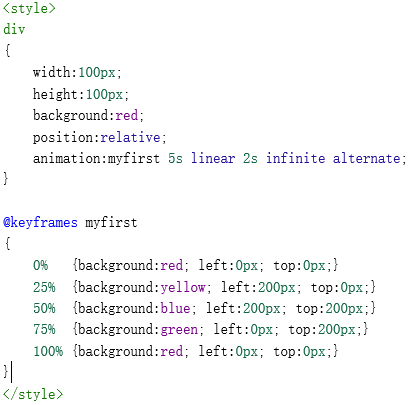 <style>
div
{
    width:100px;
    height:100px;
    background:red;
    position:relative;
    animation:myfirst 5s linear 2s infinite alternate;
}

@keyframes myfirst
{
    0%   {background:red; left:0px; top:0px;}
    25%  {background:yellow; left:200px; top:0px;}
    50%  {background:blue; left:200px; top:200px;}
    75%  {background:green; left:0px; top:200px;}
    100% {background:red; left:0px; top:0px;}
}
</style>